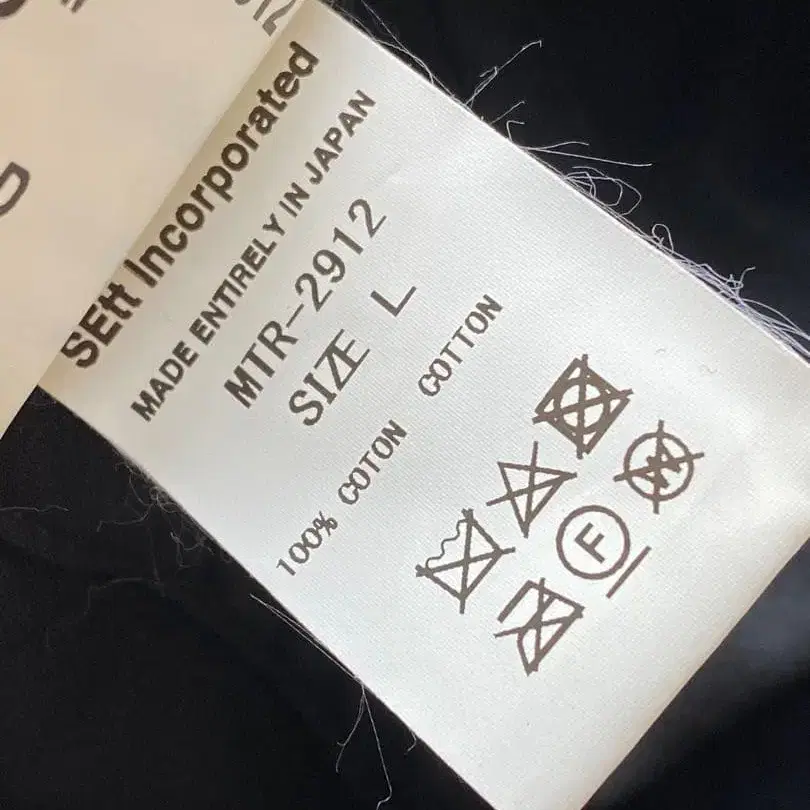 SEtt Incorporated
MADE ENTIRELY IN JAPAN
MTR-2912
SIZE L
100% COTON COTTON
W
F